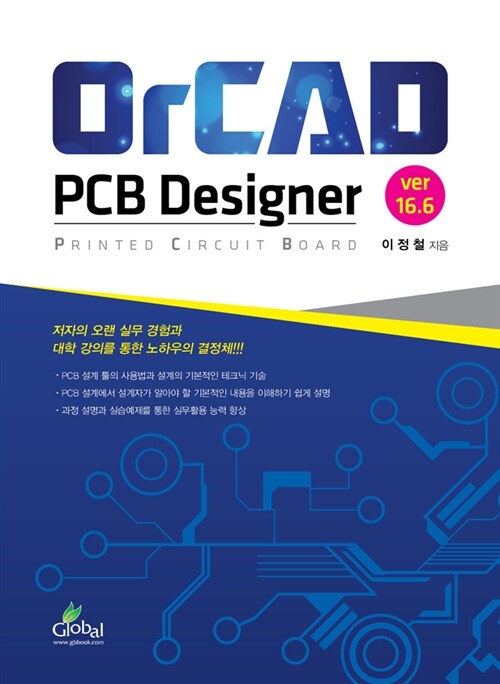 OrCAD
PCB Designer
ver
16.6
PRINTED CIRCUIT BOARD
이정철 지음
저자의 오랜 실무 경험과
대학 강의를 통한 노하우의 결정체!!!
· PCB 설계 툴의 사용법과 설계의 기본적인 테크닉 기술
· PCB 설계에서 설계자가 알아야 할 기본적인 내용을 이해하기 쉽게 설명
· 과정 설명과 실습예제를 통한 실무활용 능력 향상
Global
www.gbbook.com